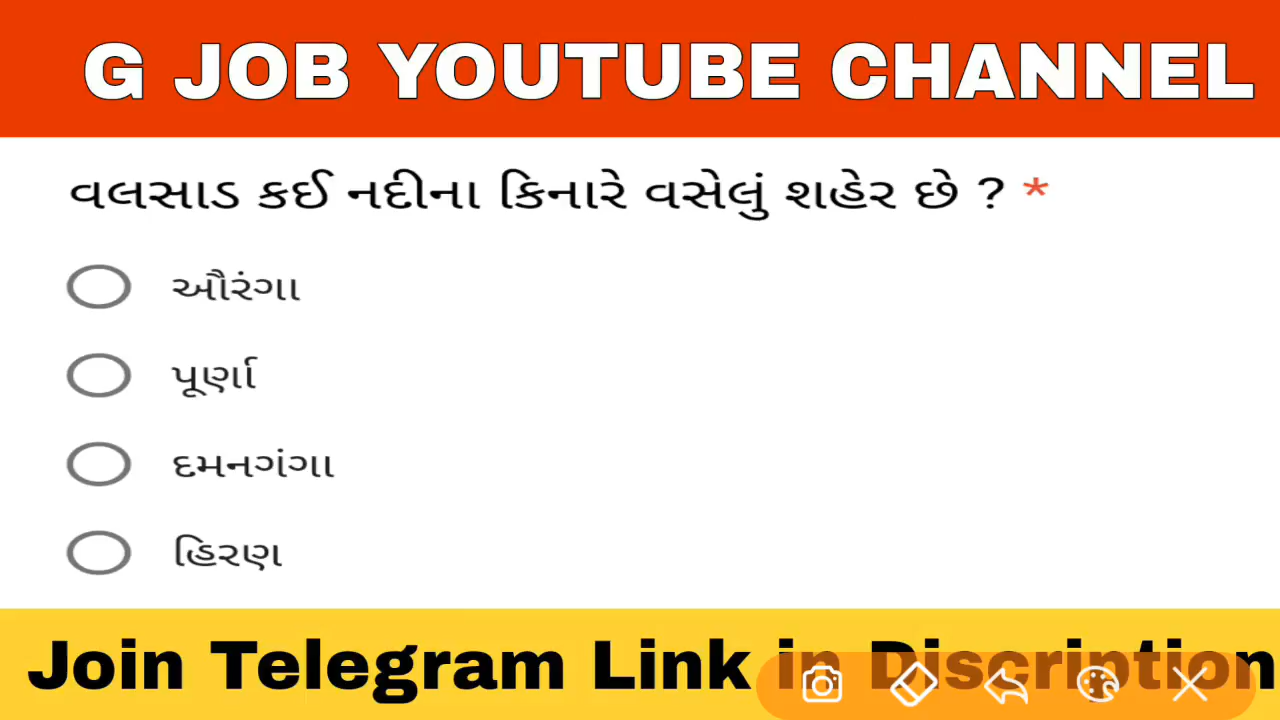 G JOB YOUTUBE CHANNEL
વલસાડ કઈ નદીના કિનારે વસેલું શહેર છે ? *
ઔરંગા
પૂર્ણા
દમનગંગા
હિરણ
Join Telegram Link in Discription